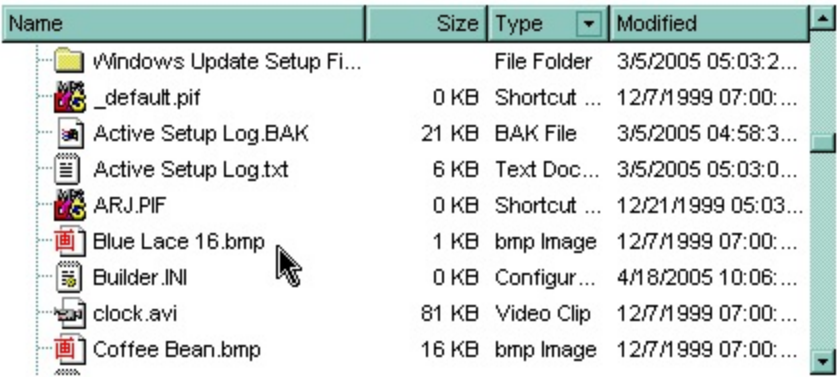 Name Size Type Modified
Windows Update Setup Fi... File Folder 3/5/2005 05:03:2...
_default.pif 0 KB Shortcut ... 12/7/1999 07:00:...
Active Setup Log.BAK 21 KB BAK File 3/5/2005 04:58:3...
Active Setup Log.txt 6 KB Text Doc... 3/5/2005 05:03:0...
ARJ.PIF 0 KB Shortcut ... 12/21/1999 05:03...
画 Blue Lace 16.bmp 1 KB bmp Image 12/7/1999 07:00:...
Builder.INI 0 KB Configur... 4/18/2005 10:06:...
clock.avi 81 KB Video Clip 12/7/1999 07:00:...
画 Coffee Bean.bmp 16 KB bmp Image 12/7/1999 07:00:...